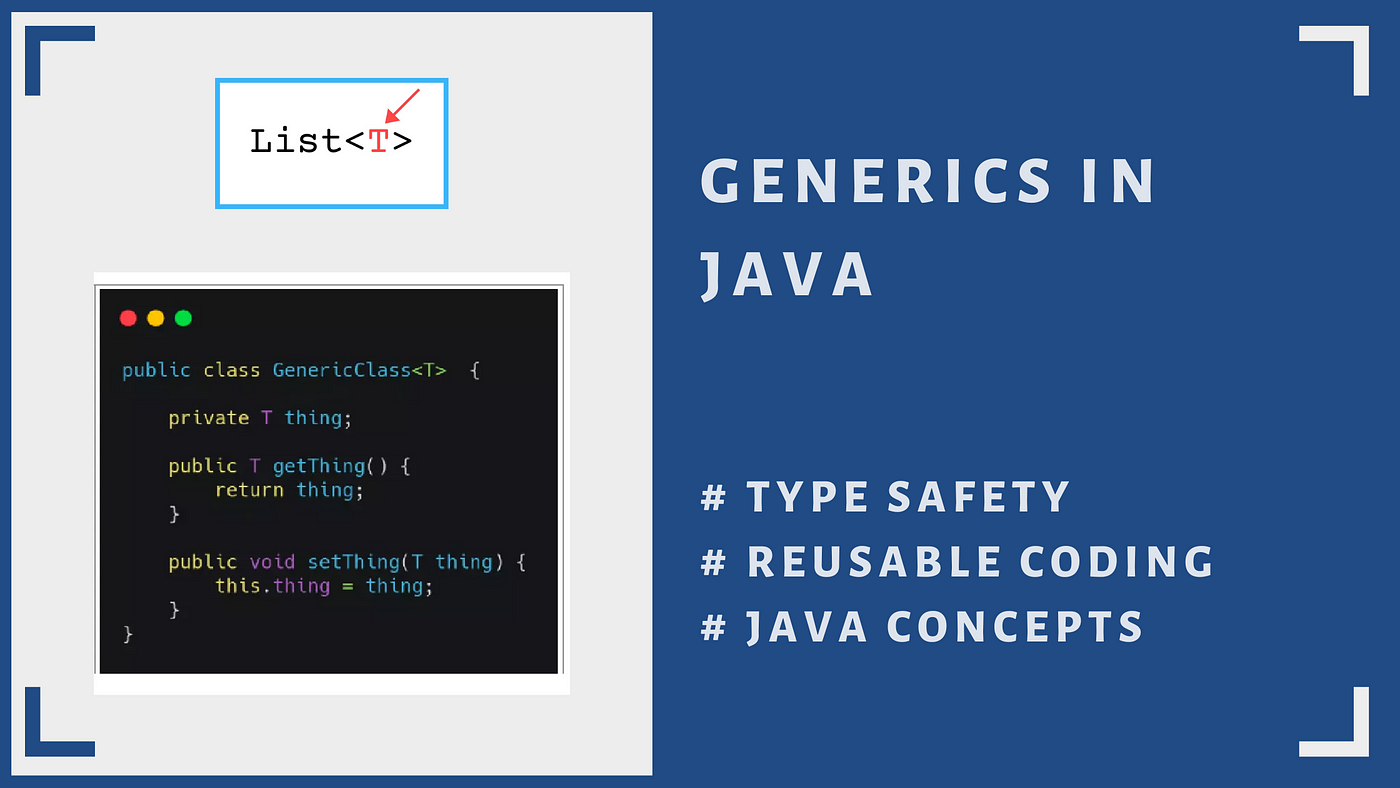 List<T>
public class GenericClass<T>  {
    private T thing;
    public T getThing() {
        return thing;
    }
    public void setThing(T thing) {
        this.thing = thing;
    }
}
GENERICS IN
JAVA
# TYPE SAFETY
# REUSABLE CODING
# JAVA CONCEPTS